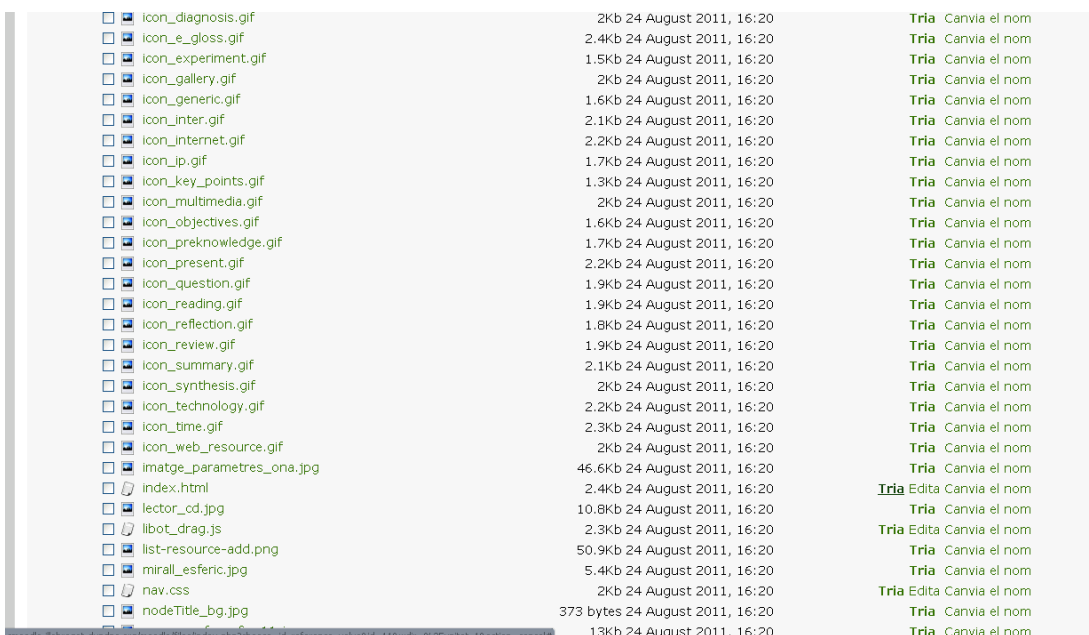 icon_diagnosis.gif 2Kb 24 August 2011, 16:20 Tria Canvia el nom
icon_e_gloss.gif 2.4Kb 24 August 2011, 16:20 Tria Canvia el nom
icon_experiment.gif 1.5Kb 24 August 2011, 16:20 Tria Canvia el nom
icon_gallery.gif 2Kb 24 August 2011, 16:20 Tria Canvia el nom
icon_generic.gif 1.6Kb 24 August 2011, 16:20 Tria Canvia el nom
icon_inter.gif 2.1Kb 24 August 2011, 16:20 Tria Canvia el nom
icon_internet.gif 2.2Kb 24 August 2011, 16:20 Tria Canvia el nom
icon_ip.gif 1.7Kb 24 August 2011, 16:20 Tria Canvia el nom
icon_key_points.gif 1.3Kb 24 August 2011, 16:20 Tria Canvia el nom
icon_multimedia.gif 2Kb 24 August 2011, 16:20 Tria Canvia el nom
icon_objectives.gif 1.6Kb 24 August 2011, 16:20 Tria Canvia el nom
icon_preknowledge.gif 1.7Kb 24 August 2011, 16:20 Tria Canvia el nom
icon_present.gif 2.2Kb 24 August 2011, 16:20 Tria Canvia el nom
icon_question.gif 1.9Kb 24 August 2011, 16:20 Tria Canvia el nom
icon_reading.gif 1.9Kb 24 August 2011, 16:20 Tria Canvia el nom
icon_reflection.gif 1.8Kb 24 August 2011, 16:20 Tria Canvia el nom
icon_review.gif 1.9Kb 24 August 2011, 16:20 Tria Canvia el nom
icon_summary.gif 2.1Kb 24 August 2011, 16:20 Tria Canvia el nom
icon_synthesis.gif 2Kb 24 August 2011, 16:20 Tria Canvia el nom
icon_technology.gif 2.2Kb 24 August 2011, 16:20 Tria Canvia el nom
icon_time.gif 2.3Kb 24 August 2011, 16:20 Tria Canvia el nom
icon_web_resource.gif 2Kb 24 August 2011, 16:20 Tria Canvia el nom
imatge_parametres_ona.jpg 46.6Kb 24 August 2011, 16:20 Tria Canvia el nom
index.html 2.4Kb 24 August 2011, 16:20 Tria Edita Canvia el nom
lector_cd.jpg 10.8Kb 24 August 2011, 16:20 Tria Canvia el nom
libot_drag.js 2.3Kb 24 August 2011, 16:20 Tria Edita Canvia el nom
list-resource-add.png 50.9Kb 24 August 2011, 16:20 Tria Canvia el nom
mirall_esferic.jpg 5.4Kb 24 August 2011, 16:20 Tria Canvia el nom
nav.css 2Kb 24 August 2011, 16:20 Tria Edita Canvia el nom
nodeTitle_bg.jpg 373 bytes 24 August 2011, 16:20 Tria Canvia el nom
13Kb 24 August 2011, 16:20 Tria Canvia el nom